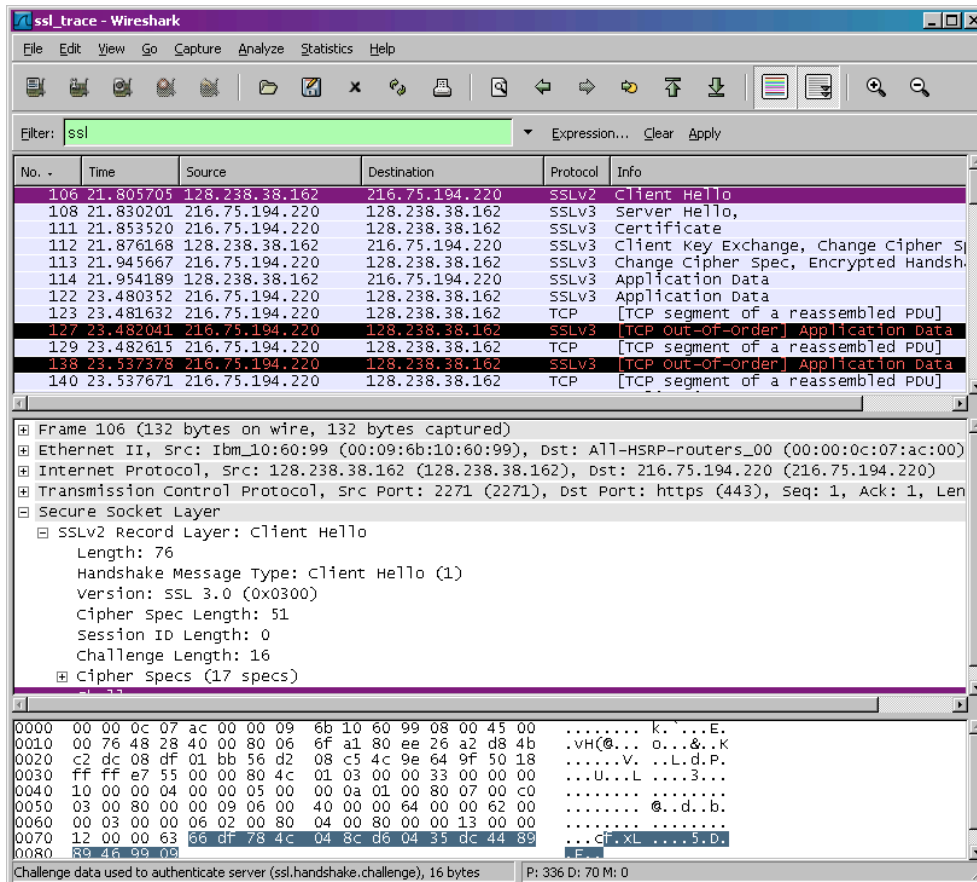 ssl_trace - Wireshark
File Edit View Go Capture Analyze Statistics Help
Filter: ssl Expression... Clear Apply
No. . Time Source Destination Protocol Info
106 21.805705 128.238.38.162 216.75.194.220 SSLv2 Client Hello
108 21.830201 216.75.194.220 128.238.38.162 SSLv3 Server Hello,
111 21.853520 216.75.194.220 128.238.38.162 SSLv3 Certificate
112 21.876168 128.238.38.162 216.75.194.220 SSLv3 Client Key Exchange, Change Cipher Sp
113 21.945667 216.75.194.220 128.238.38.162 SSLv3 Change Cipher Spec, Encrypted Handsh
114 21.954189 128.238.38.162 216.75.194.220 SSLv3 Application Data
122 23.480352 216.75.194.220 128.238.38.162 SSLv3 Application Data
123 23.481632 216.75.194.220 128.238.38.162 TCP [TCP segment of a reassembled PDU]
127 23.482041 216.75.194.220 128.238.38.162 SSLv3 [TCP Out-Of-Order] Application Data
129 23.482615 216.75.194.220 128.238.38.162 TCP [TCP segment of a reassembled PDU]
138 23.537378 216.75.194.220 128.238.38.162 SSLv3 [TCP Out-Of-Order] Application Data
140 23.537671 216.75.194.220 128.238.38.162 TCP [TCP segment of a reassembled PDU]
Frame 106 (132 bytes on wire, 132 bytes captured)
Ethernet II, Src: Ibm_10:60:99 (00:09:6b:10:60:99), Dst: All-HSRP-routers_00 (00:00:0c:07:ac:00)
Internet Protocol, Src: 128.238.38.162 (128.238.38.162), Dst: 216.75.194.220 (216.75.194.220)
Transmission Control Protocol, Src Port: 2271 (2271), Dst Port: https (443), Seq: 1, Ack: 1, Len
Secure Socket Layer
SSLv2 Record Layer: Client Hello
Length: 76
Handshake Message Type: Client Hello (1)
Version: SSL 3.0 (0x0300)
Cipher Spec Length: 51
Session ID Length: 0
Challenge Length: 16
Cipher Specs (17 specs)
0000 00 00 0c 07 ac 00 00 09 6b 10 60 99 08 00 45 00 ........ k.`...E.
0010 00 76 48 28 40 00 80 06 6f a1 80 ee 26 a2 d8 4b .vH(@... o...&..K
0020 c2 dc 08 df 01 bb 56 d2 08 c5 4c 9e 64 9f 50 18 ......V. ..L.d.P.
0030 ff ff e7 55 00 00 80 4c 01 03 00 00 33 00 00 00 ...U...L ....3...
0040 10 00 00 04 00 00 05 00 00 0a 01 00 80 07 00 c0 ........ ........
0050 03 00 80 00 00 09 06 00 40 00 00 64 00 00 62 00 ........ @..d..b.
0060 00 03 00 00 06 02 00 80 04 00 80 00 00 13 00 00 ........ ........
0070 12 00 00 63 66 df 78 4c 04 8c d6 04 35 dc 44 89 ...cf.xL ....5.D.
0080 89 46 99 09 .F..
Challenge data used to authenticate server (ssl.handshake.challenge), 16 bytes P: 336 D: 70 M: 0